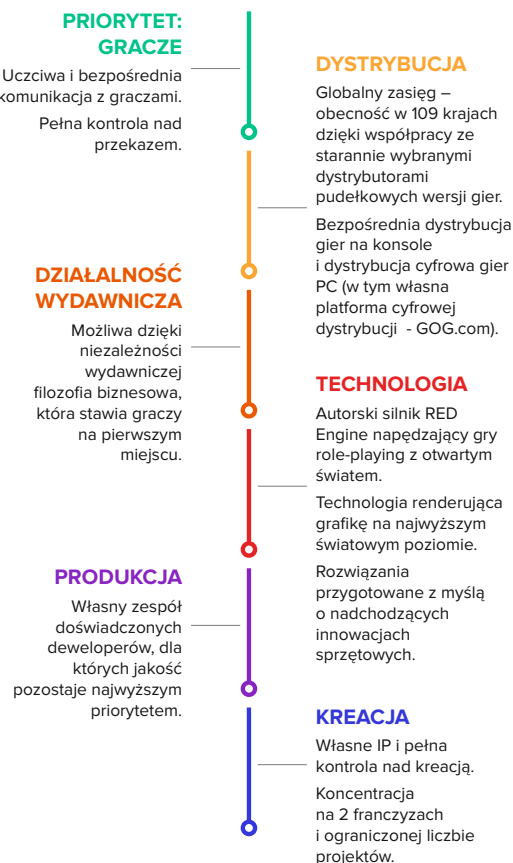 PRIORYTET:
GRACZE
Uczciwa i bezpośrednia
komunikacja z graczami.
Pełna kontrola nad
przekazem.
DYSTRYBUCJA
Globalny zasięg –
obecność w 109 krajach
dzięki współpracy ze
starannie wybranymi
dystrybutorami
pudełkowych wersji gier.
Bezpośrednia dystrybucja
gier na konsole
i dystrybucja cyfrowa gier
PC (w tym własna
platforma cyfrowej
dystrybucji - GOG.com).
DZIAŁALNOŚĆ
WYDAWNICZA
Możliwa dzięki
niezależności
wydawniczej
filozofia biznesowa,
która stawia graczy
na pierwszym
miejscu.
TECHNOLOGIA
Autorski silnik RED
Engine napędzający gry
role-playing z otwartym
światem.
Technologia renderująca
grafikę na najwyższym
światowym poziomie.
Rozwiązania
przygotowane z myślą
o nadchodzących
innowacjach
sprzętowych.
PRODUKCJA
Własny zespół
doświadczonych
deweloperów, dla
których jakość
pozostaje najwyższym
priorytetem.
KREACJA
Własne IP i pełna
kontrola nad kreacją.
Koncentracja
na 2 franczyzach
i ograniczonej liczbie
projektów.